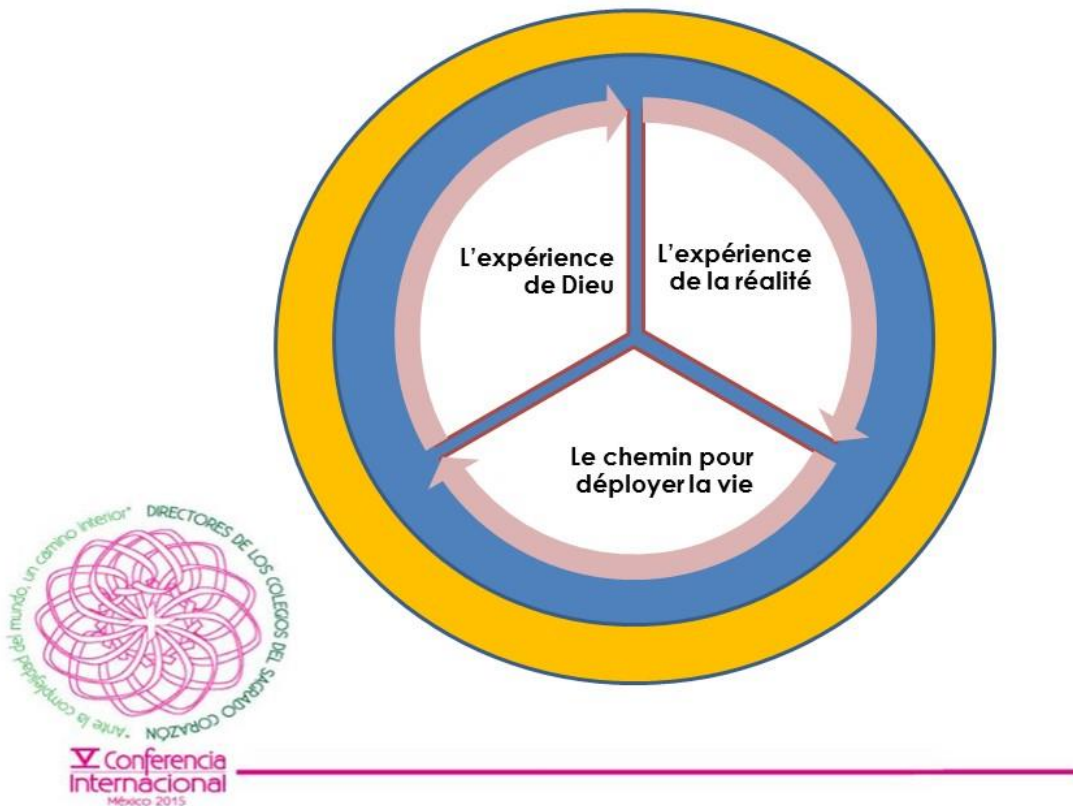 L'expérience
de Dieu
L'expérience
de la réalité
Le chemin pour
déployer la vie
"Ante la complejidad del mundo, un camino interior"
DIRECTORES DE LOS COLEGIOS DEL SAGRADO CORAZÓN
V Conferencia
Internacional
México 2015